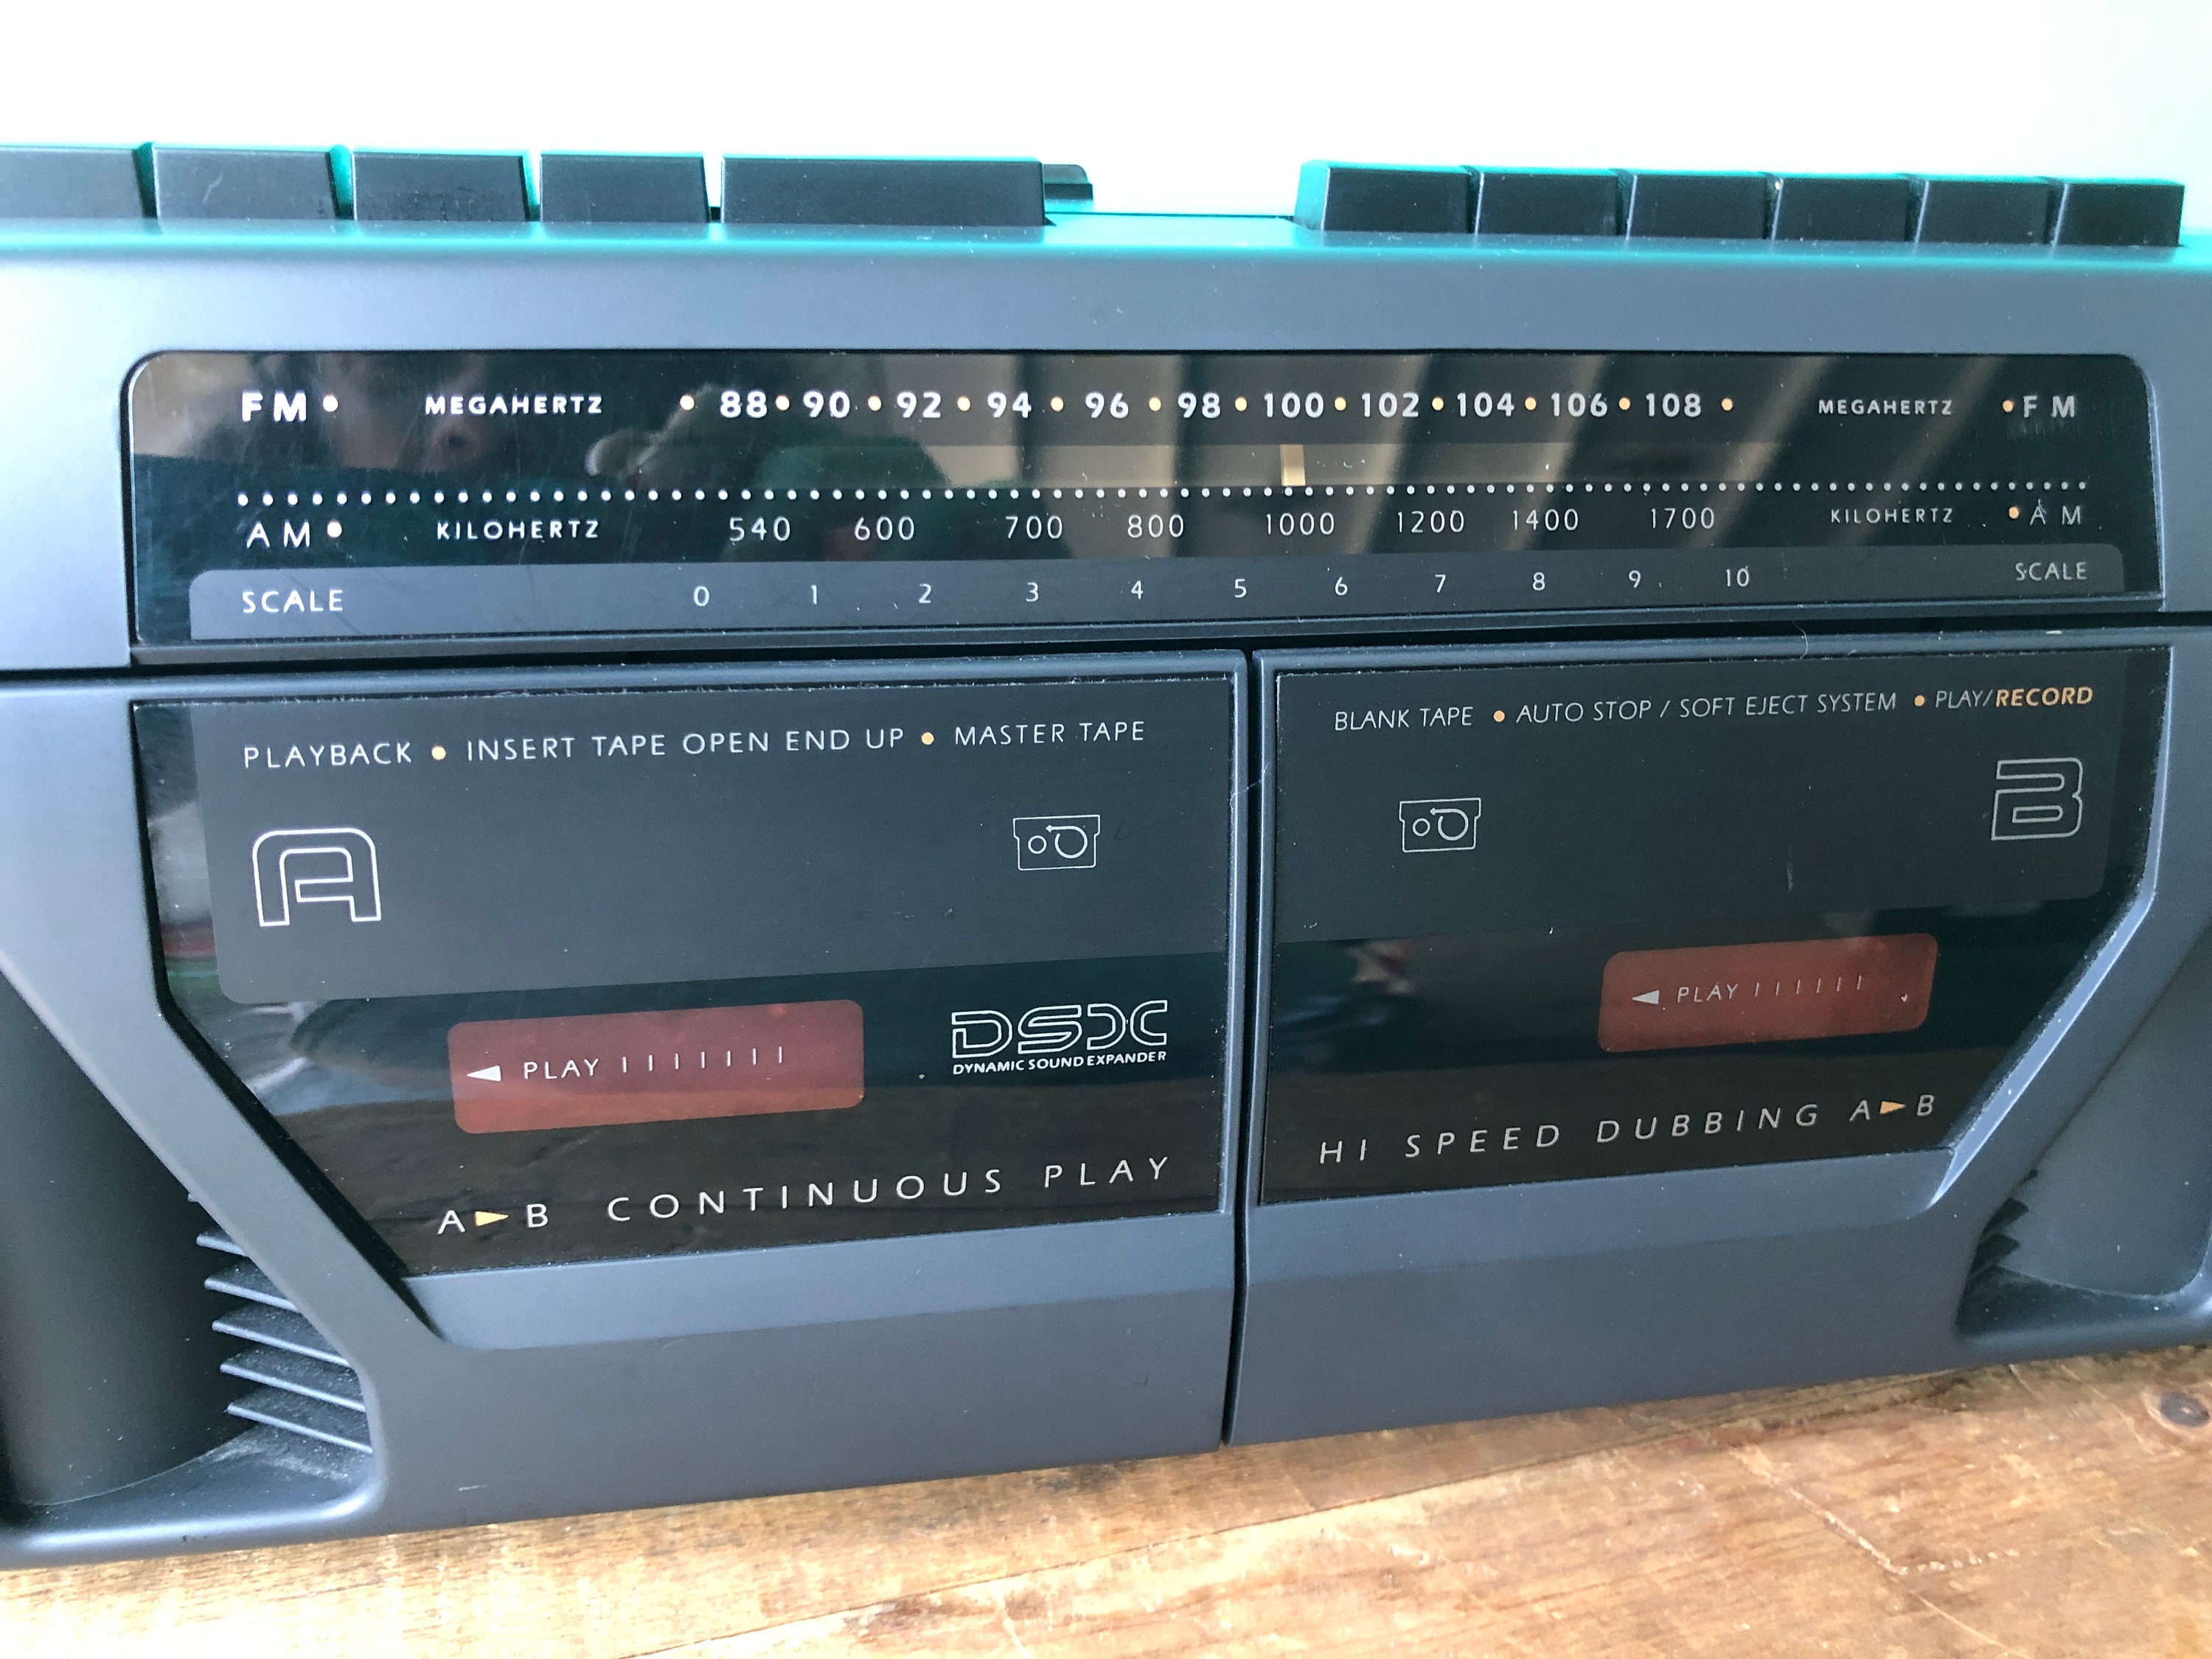 FM • MEGAHERTZ • 88 • 90 • 92 • 94 • 96 • 98 • 100 • 102 • 104 • 106 • 108 • MEGAHERTZ • FM
AM • KILOHERTZ 540 600 700 800 1000 1200 1400 1700 KILOHERTZ • AM
SCALE 0 1 2 3 4 5 6 7 8 9 10 SCALE
PLAYBACK • INSERT TAPE OPEN END UP • MASTER TAPE
A
◄ PLAY
DSX
DYNAMIC SOUND EXPANDER
A►B CONTINUOUS PLAY
BLANK TAPE • AUTO STOP / SOFT EJECT SYSTEM • PLAY/RECORD
B
◄ PLAY
HI SPEED DUBBING A►B